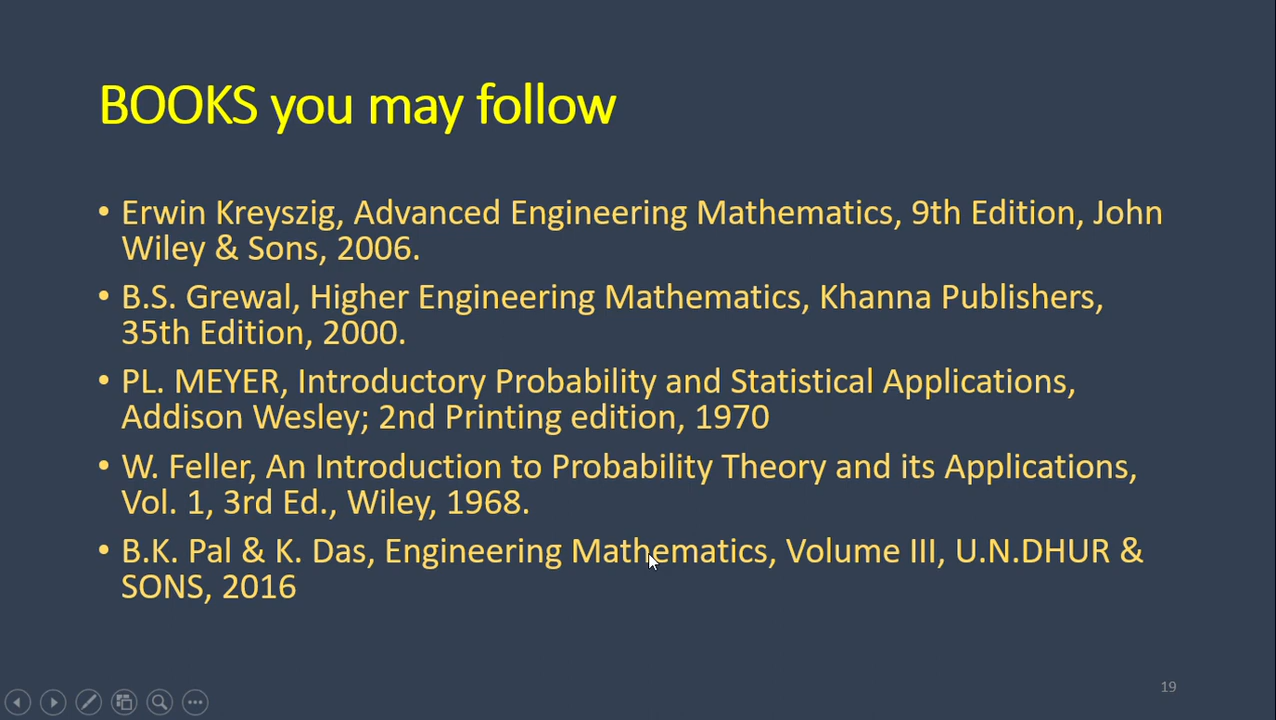 BOOKS you may follow
• Erwin Kreyszig, Advanced Engineering Mathematics, 9th Edition, John
Wiley & Sons, 2006.
• B.S. Grewal, Higher Engineering Mathematics, Khanna Publishers,
35th Edition, 2000.
• PL. MEYER, Introductory Probability and Statistical Applications,
Addison Wesley; 2nd Printing edition, 1970
• W. Feller, An Introduction to Probability Theory and its Applications,
Vol. 1, 3rd Ed., Wiley, 1968.
• B.K. Pal & K. Das, Engineering Mathematics, Volume III, U.N.DHUR &
SONS, 2016
19